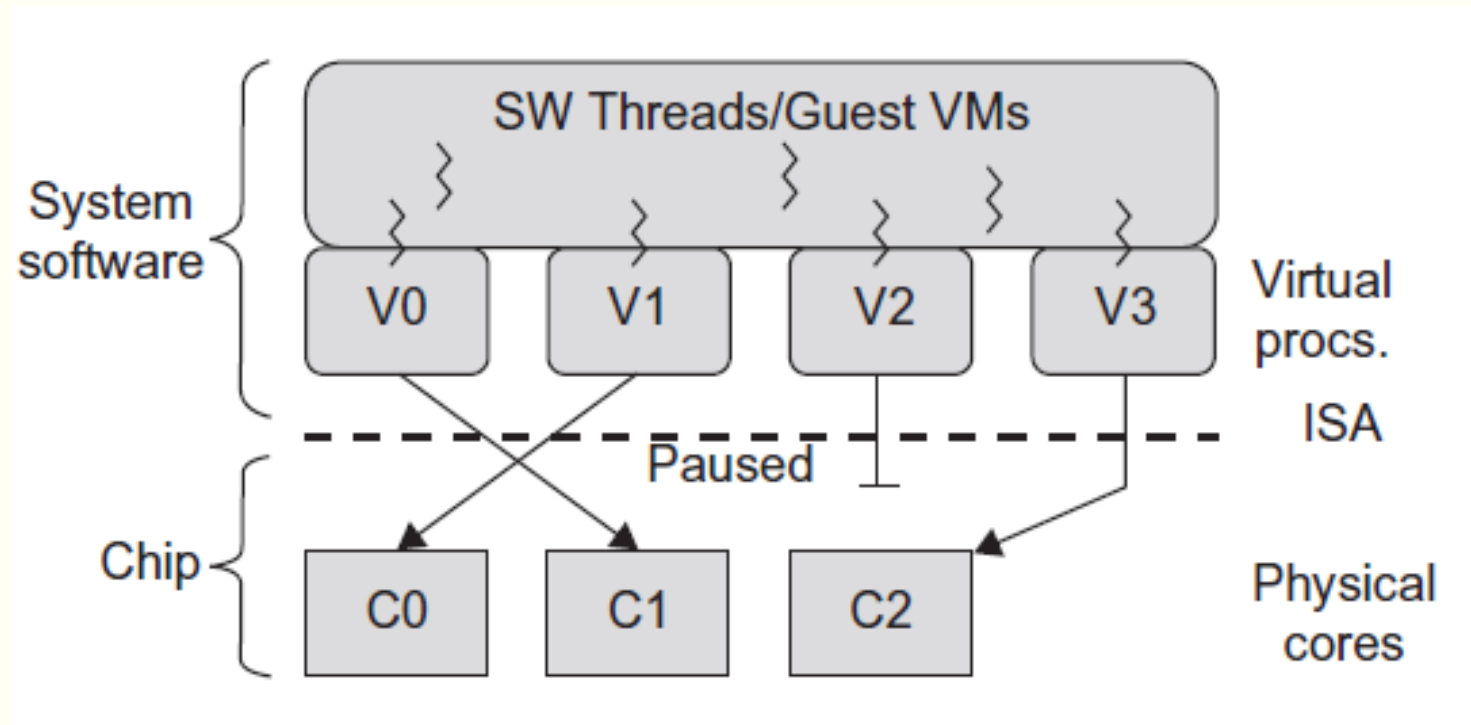 SW Threads/Guest VMs
System
software
V0
V1
V2
V3
Virtual
procs.
ISA
Paused
Chip
C0
C1
C2
Physical
cores